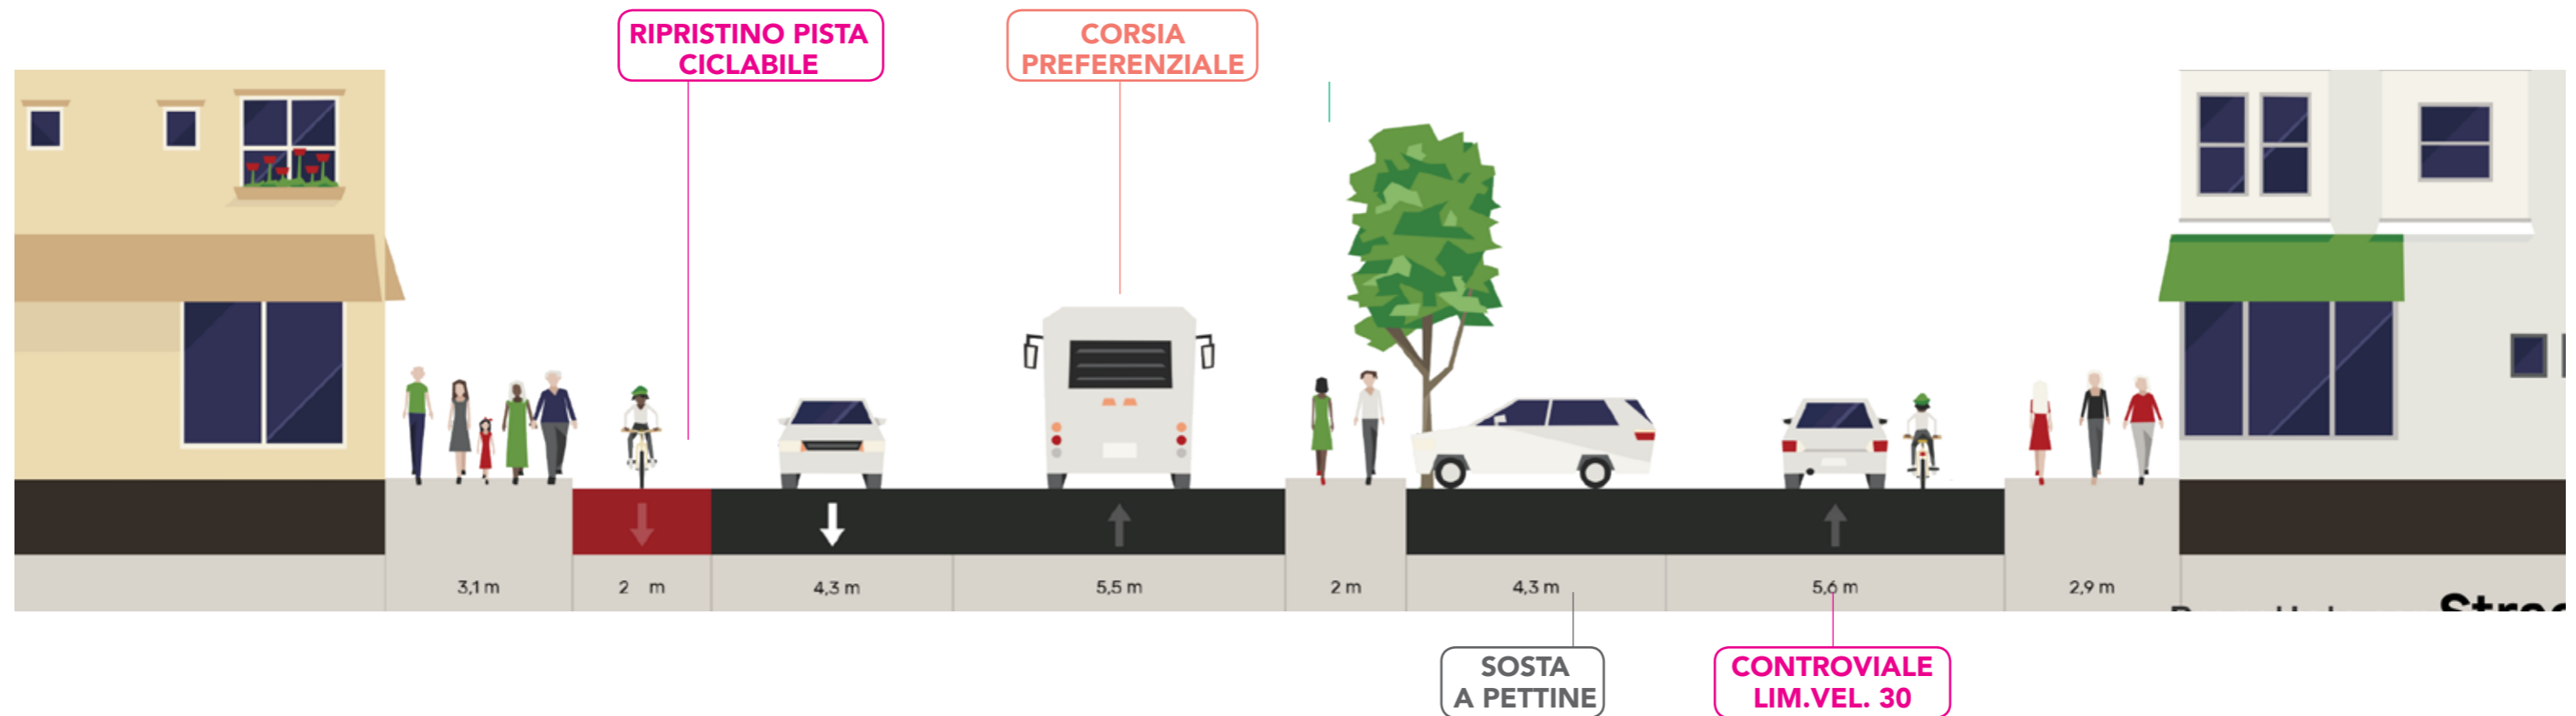 RIPRISTINO PISTA
CICLABILE
CORSIA
PREFERENZIALE
3,1 m
2 m
4,3 m
5,5 m
2 m
4,3 m
5,6 m
2,9 m
SOSTA
A PETTINE
CONTROVIALE
LIM.VEL. 30